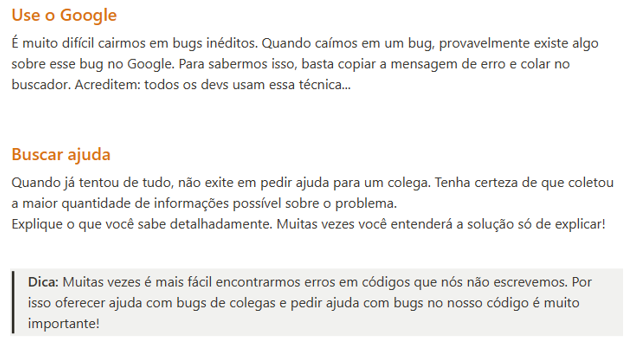 Use o Google
É muito difícil cairmos em bugs inéditos. Quando caímos em um bug, provavelmente existe algo
sobre esse bug no Google. Para sabermos isso, basta copiar a mensagem de erro e colar no
buscador. Acreditem: todos os devs usam essa técnica...
Buscar ajuda
Quando já tentou de tudo, não exite em pedir ajuda para um colega. Tenha certeza de que coletou
a maior quantidade de informações possível sobre o problema.
Explique o que você sabe detalhadamente. Muitas vezes você entenderá a solução só de explicar!
Dica: Muitas vezes é mais fácil encontrarmos erros em códigos que nós não escrevemos. Por
isso oferecer ajuda com bugs de colegas e pedir ajuda com bugs no nosso código é muito
importante!